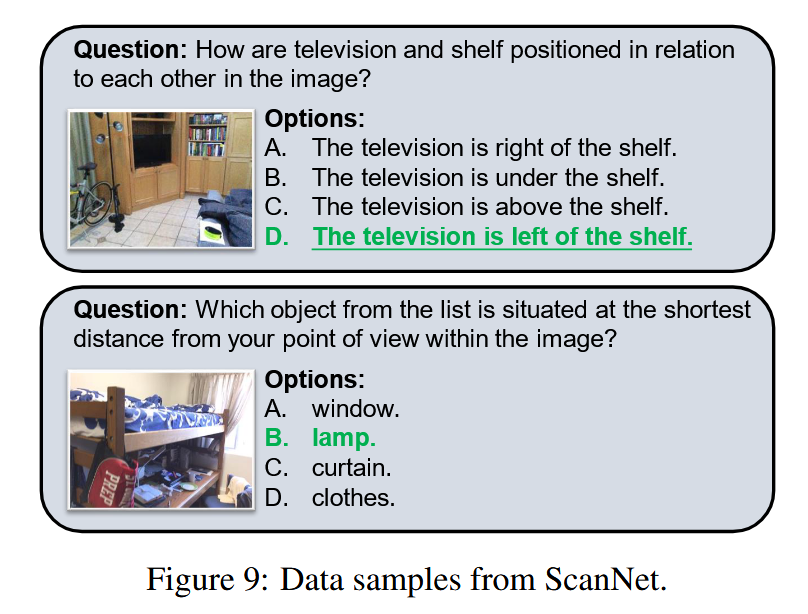 Question: How are television and shelf positioned in relation
to each other in the image?
Options:
A. The television is right of the shelf.
B. The television is under the shelf.
C. The television is above the shelf.
D. The television is left of the shelf.
Question: Which object from the list is situated at the shortest
distance from your point of view within the image?
Options:
A. window.
B. lamp.
C. curtain.
D. clothes.
PREP
Figure 9: Data samples from ScanNet.